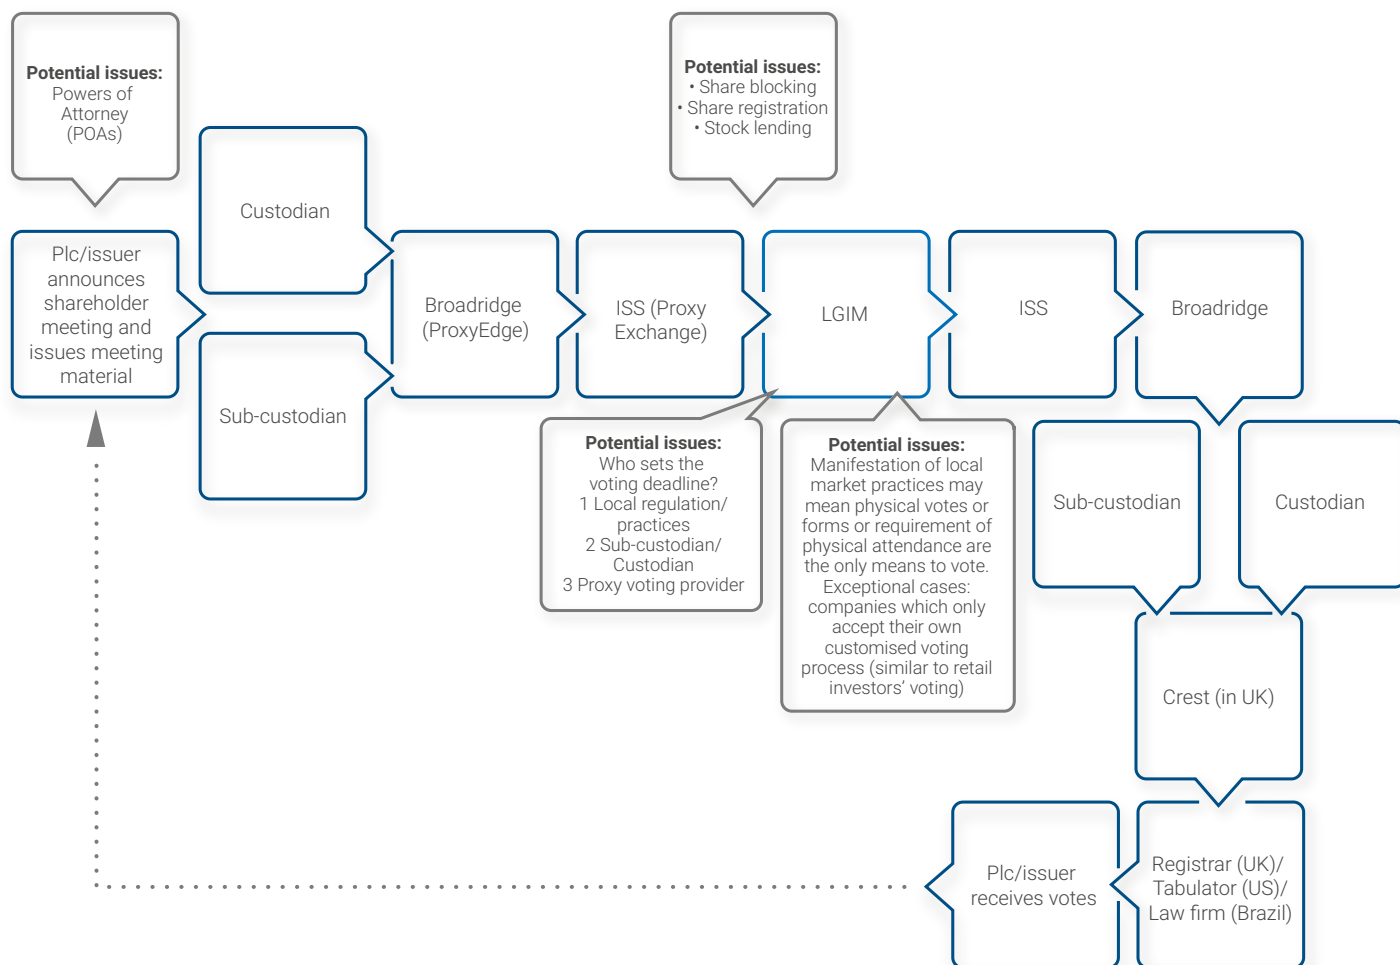 Potential issues:
Powers of
Attorney
(POAs)
Potential issues:
• Share blocking
• Share registration
• Stock lending
Custodian
Plc/issuer
announces
shareholder
meeting and
issues meeting
material
Sub-custodian
Broadridge
(ProxyEdge)
ISS (Proxy
Exchange)
LGIM
ISS
Broadridge
Potential issues:
Who sets the
voting deadline?
1 Local regulation/
practices
2 Sub-custodian/
Custodian
3 Proxy voting provider
Potential issues:
Manifestation of local
market practices may
mean physical votes or
forms or requirement of
physical attendance are
the only means to vote.
Exceptional cases:
companies which only
accept their own
customised voting
process (similar to retail
investors’ voting)
Sub-custodian
Custodian
Crest (in UK)
Registrar (UK)/
Tabulator (US)/
Law firm (Brazil)
Plc/issuer
receives votes